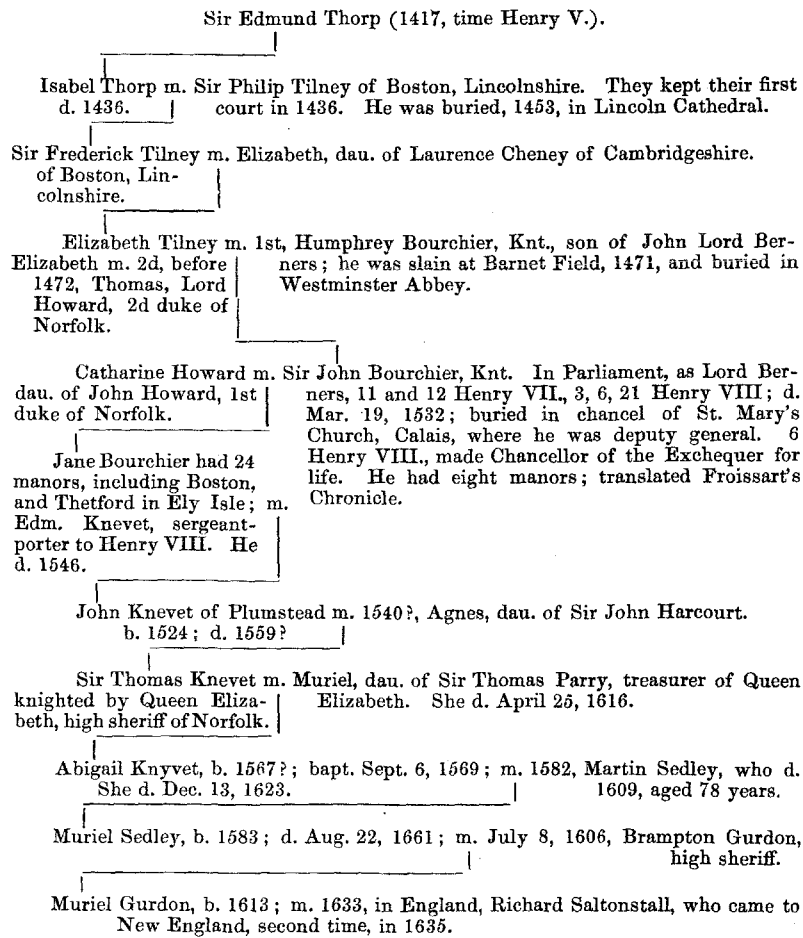 Sir Edmund Thorp (1417, time Henry V.).
Isabel Thorp m. Sir Philip Tilney of Boston, Lincolnshire. They kept their first
d. 1436. court in 1436. He was buried, 1453, in Lincoln Cathedral.
Sir Frederick Tilney m. Elizabeth, dau. of Laurence Cheney of Cambridgeshire.
of Boston, Lin-
colnshire.
Elizabeth Tilney m. 1st, Humphrey Bourchier, Knt., son of John Lord Ber-
Elizabeth m. 2d, before
1472, Thomas, Lord
Howard, 2d duke of
Norfolk.
ners; he was slain at Barnet Field, 1471, and buried in
Westminster Abbey.
Catharine Howard m. Sir John Bourchier, Knt. In Parliament, as Lord Ber-
dau. of John Howard, 1st
duke of Norfolk.
ners, 11 and 12 Henry VII., 3, 6, 21 Henry VIII; d.
Mar. 19, 1532; buried in chancel of St. Mary's
Church, Calais, where he was deputy general. 6
Henry VIII., made Chancellor of the Exchequer for
life. He had eight manors; translated Froissart's
Chronicle.
Jane Bourchier had 24
manors, including Boston,
and Thetford in Ely Isle; m.
Edm. Knevet, sergeant-
porter to Henry VIII. He
d. 1546.
John Knevet of Plumstead m. 1540?, Agnes, dau. of Sir John Harcourt.
b. 1524; d. 1559?
Sir Thomas Knevet m. Muriel, dau. of Sir Thomas Parry, treasurer of Queen
knighted by Queen Eliza-
beth, high sheriff of Norfolk.
Elizabeth. She d. April 25, 1616.
Abigail Knyvet, b. 1567?; bapt. Sept. 6, 1569; m. 1582, Martin Sedley, who d.
She d. Dec. 13, 1623. 1609, aged 78 years.
Muriel Sedley, b. 1583; d. Aug. 22, 1661; m. July 8, 1606, Brampton Gurdon,
high sheriff.
Muriel Gurdon, b. 1613; m. 1633, in England, Richard Saltonstall, who came to
New England, second time, in 1635.